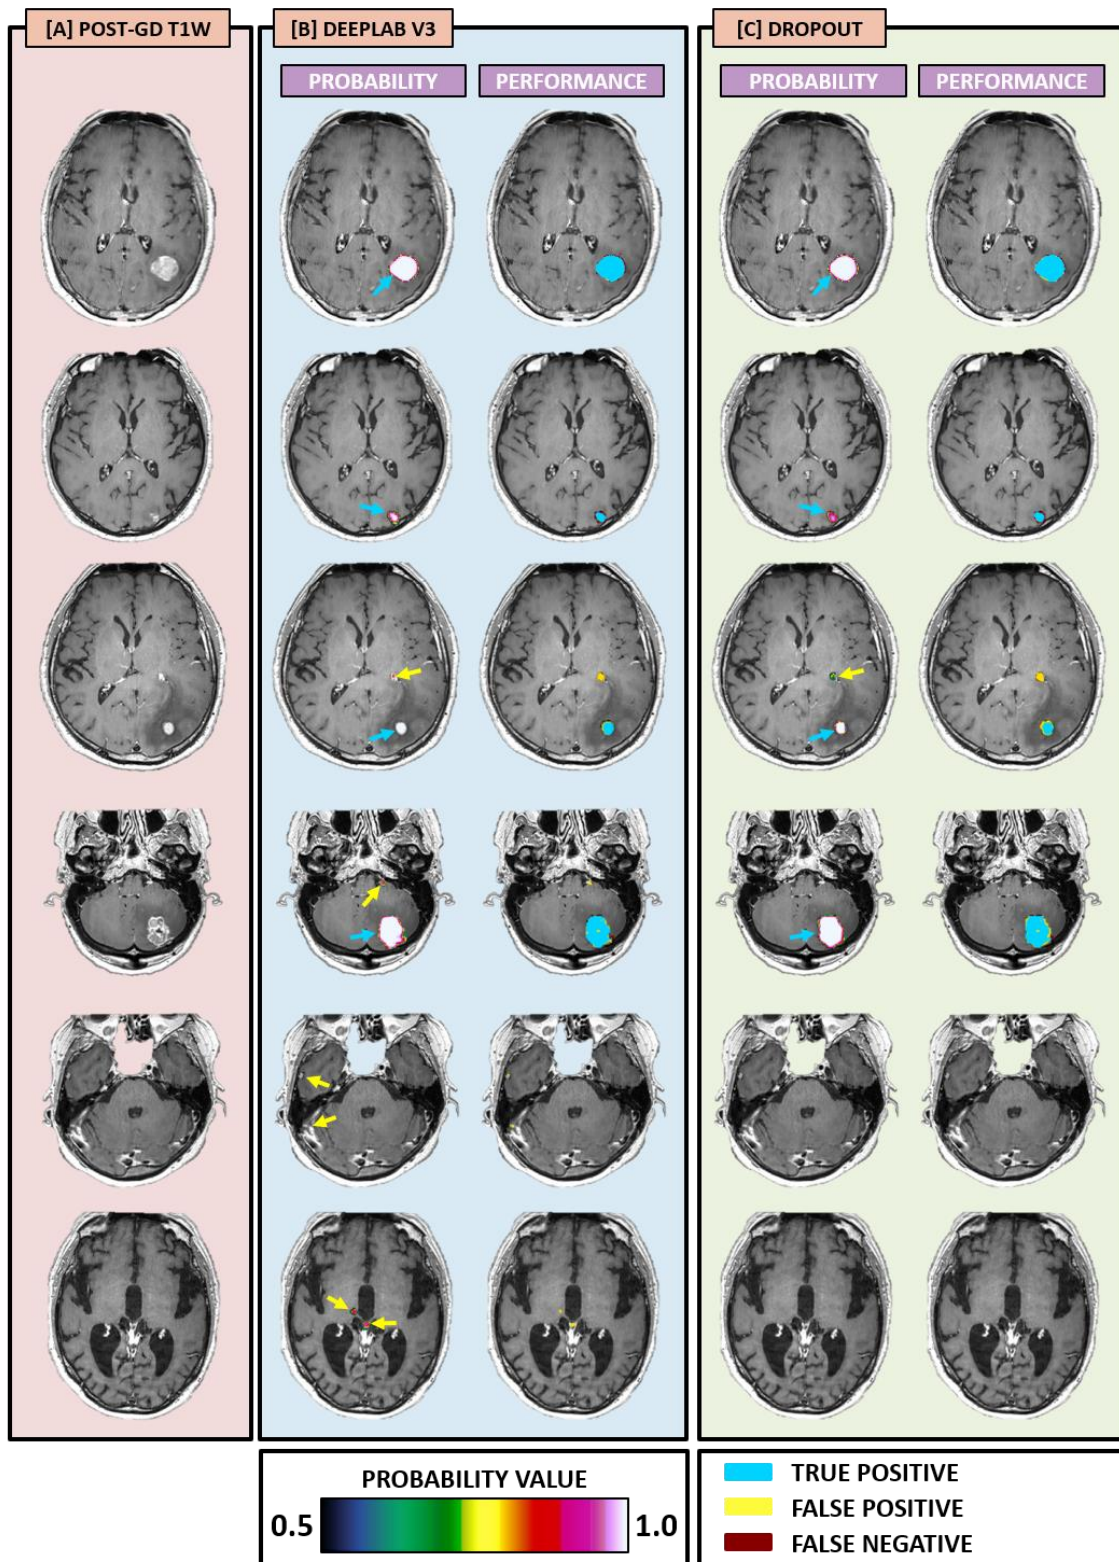 [A] POST-GD T1W
[B] DEEPLAB V3
[C] DROPOUT
PROBABILITY
PERFORMANCE
PROBABILITY
PERFORMANCE
PROBABILITY VALUE
0.5
1.0
TRUE POSITIVE
FALSE POSITIVE
FALSE NEGATIVE